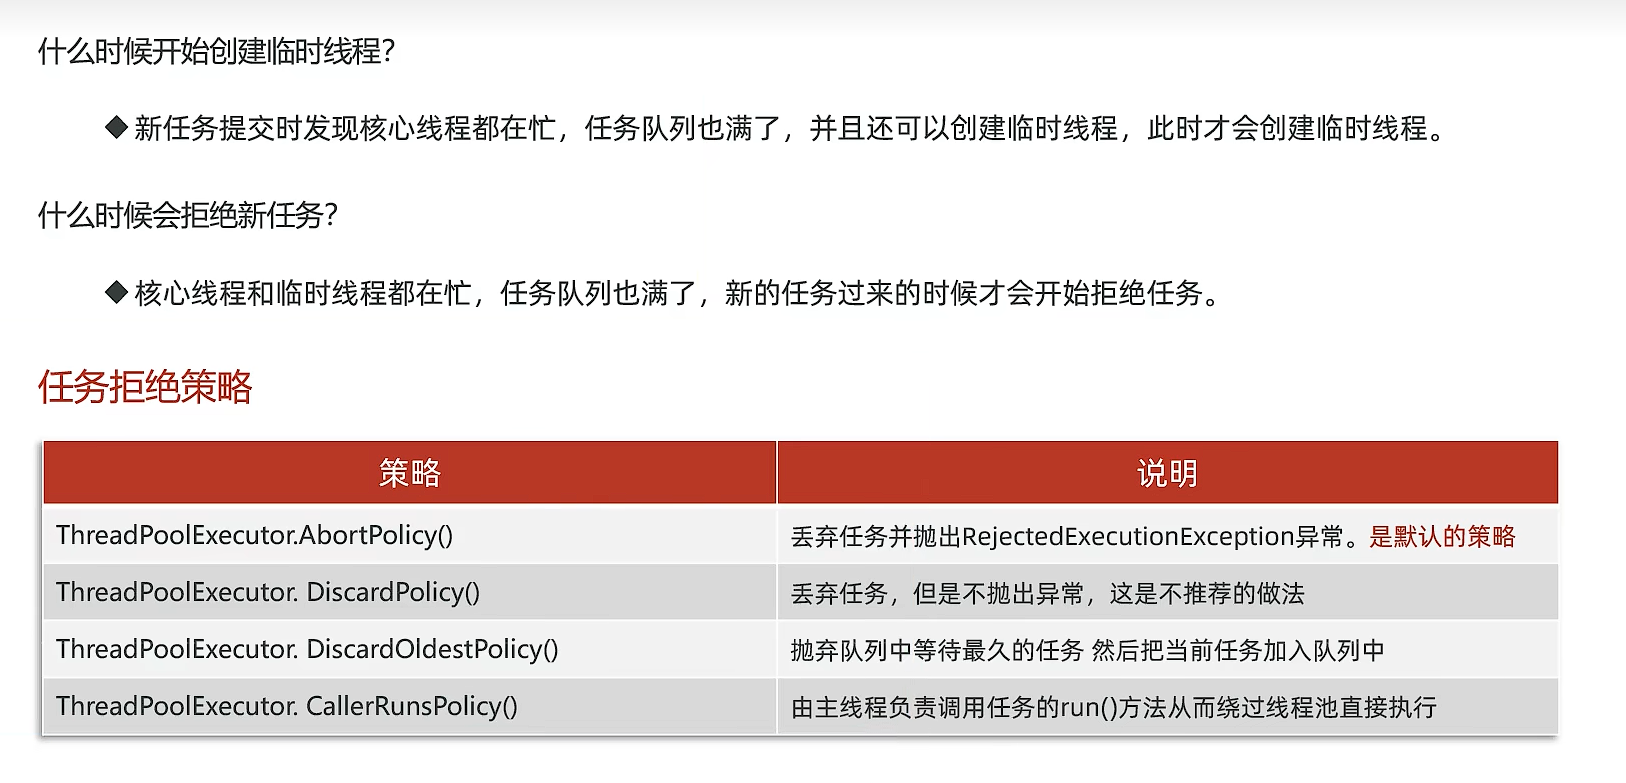 什么时候开始创建临时线程？
◆新任务提交时发现核心线程都在忙，任务队列也满了，并且还可以创建临时线程，此时才会创建临时线程。
什么时候会拒绝新任务？
◆核心线程和临时线程都在忙，任务队列也满了，新的任务过来的时候才会开始拒绝任务。
任务拒绝策略
策略 说明
ThreadPoolExecutor.AbortPolicy() 丢弃任务并抛出RejectedExecutionException异常。是默认的策略
ThreadPoolExecutor. DiscardPolicy() 丢弃任务，但是不抛出异常，这是不推荐的做法
ThreadPoolExecutor. DiscardOldestPolicy() 抛弃队列中等待最久的任务 然后把当前任务加入队列中
ThreadPoolExecutor. CallerRunsPolicy() 由主线程负责调用任务的run()方法从而绕过线程池直接执行